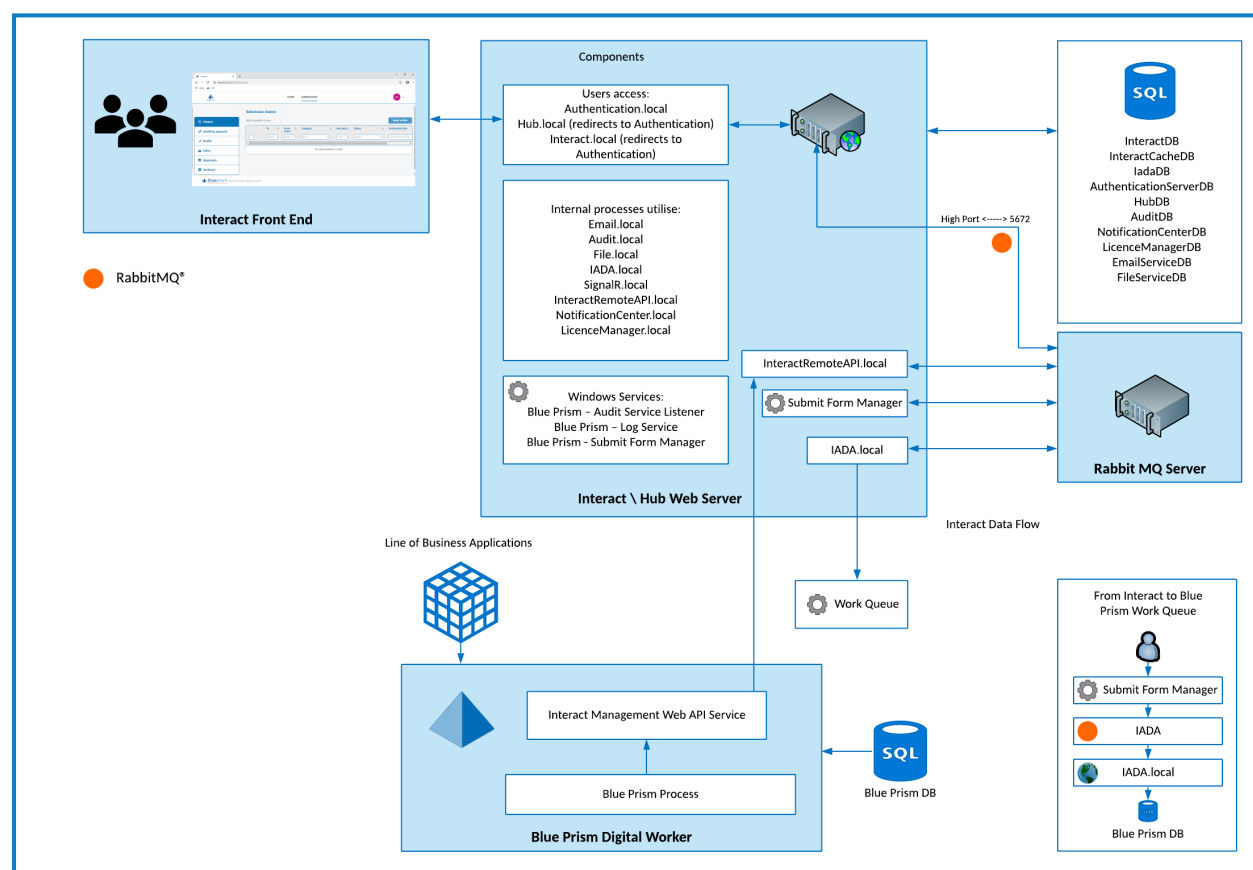 Components
Users access:
Authentication.local
Hub.local (redirects to Authentication)
Interact.local (redirects to
Authentication)
SQL
InteractDB
InteractCacheDB
IadaDB
AuthenticationServerDB
HubDB
AuditDB
NotificationCenterDB
LicenceManagerDB
EmailServiceDB
FileServiceDB
Interact Front End
RabbitMQ®
Internal processes utilise:
Email.local
Audit.local
File.local
IADA.local
SignalR.local
InteractRemoteAPI.local
NotificationCenter.local
LicenceManager.local
High Port <-----> 5672
InteractRemoteAPI.local
Submit Form Manager
IADA.local
Windows Services:
Blue Prism – Audit Service Listener
Blue Prism – Log Service
Blue Prism - Submit Form Manager
Interact \ Hub Web Server
Rabbit MQ Server
Interact Data Flow
Line of Business Applications
Work Queue
Interact Management Web API Service
Blue Prism Process
Blue Prism Digital Worker
SQL
Blue Prism DB
From Interact to Blue
Prism Work Queue
Submit Form Manager
IADA
IADA.local
Blue Prism DB